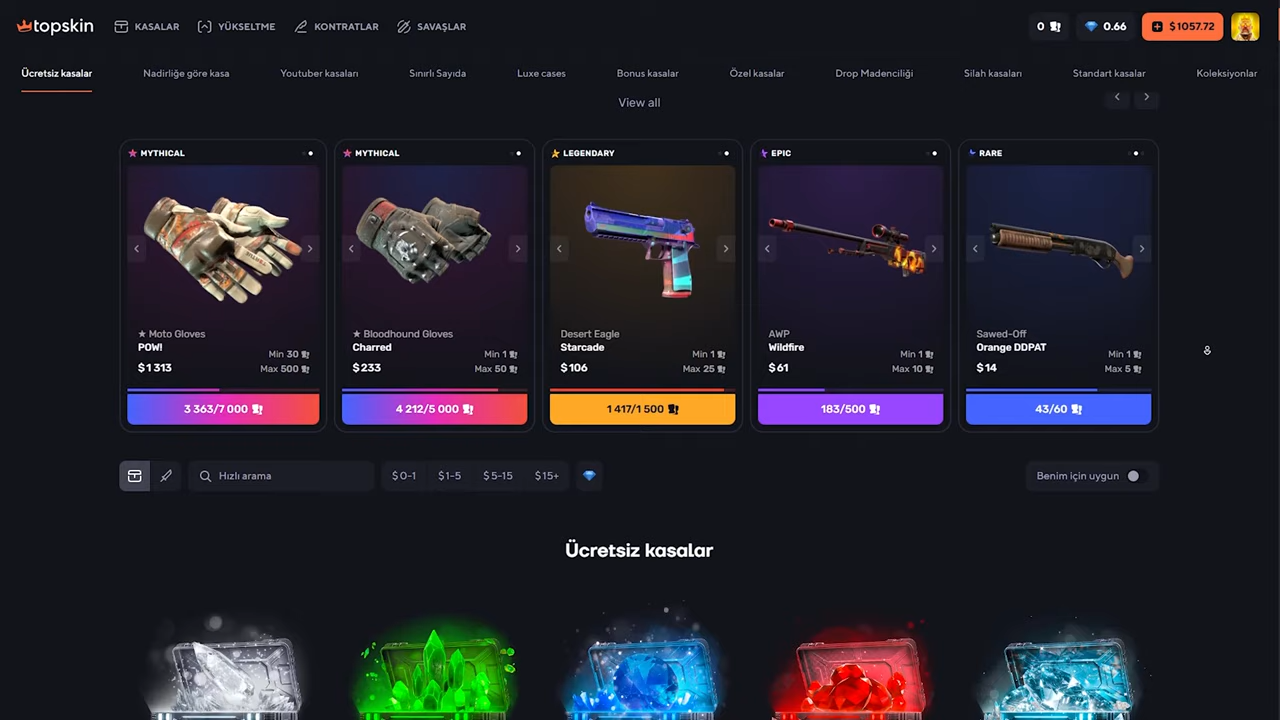 topskin
KASALAR
YÜKSELTME
KONTRATLAR
SAVAŞLAR
0
0.66
$1057.72
Ücretsiz kasalar
Nadirliğe göre kasa
Youtuber kasaları
Sınırlı Sayıda
Luxe cases
Bonus kasalar
Özel kasalar
Drop Madenciliği
Silah kasaları
Standart kasalar
Koleksiyonlar
View all
MYTHICAL
★ Moto Gloves
POW!
$1 313
Min 30
Max 500
3 363/7 000
MYTHICAL
★ Bloodhound Gloves
Charred
$233
Min 1
Max 50
4 212/5 000
LEGENDARY
Desert Eagle
Starcade
$106
Min 1
Max 25
1 417/1 500
EPIC
AWP
Wildfire
$61
Min 1
Max 10
183/500
RARE
Sawed-Off
Orange DDPAT
$14
Min 1
Max 5
43/60
Hızlı arama
$0-1
$1-5
$5-15
$15+
Benim için uygun
Ücretsiz kasalar